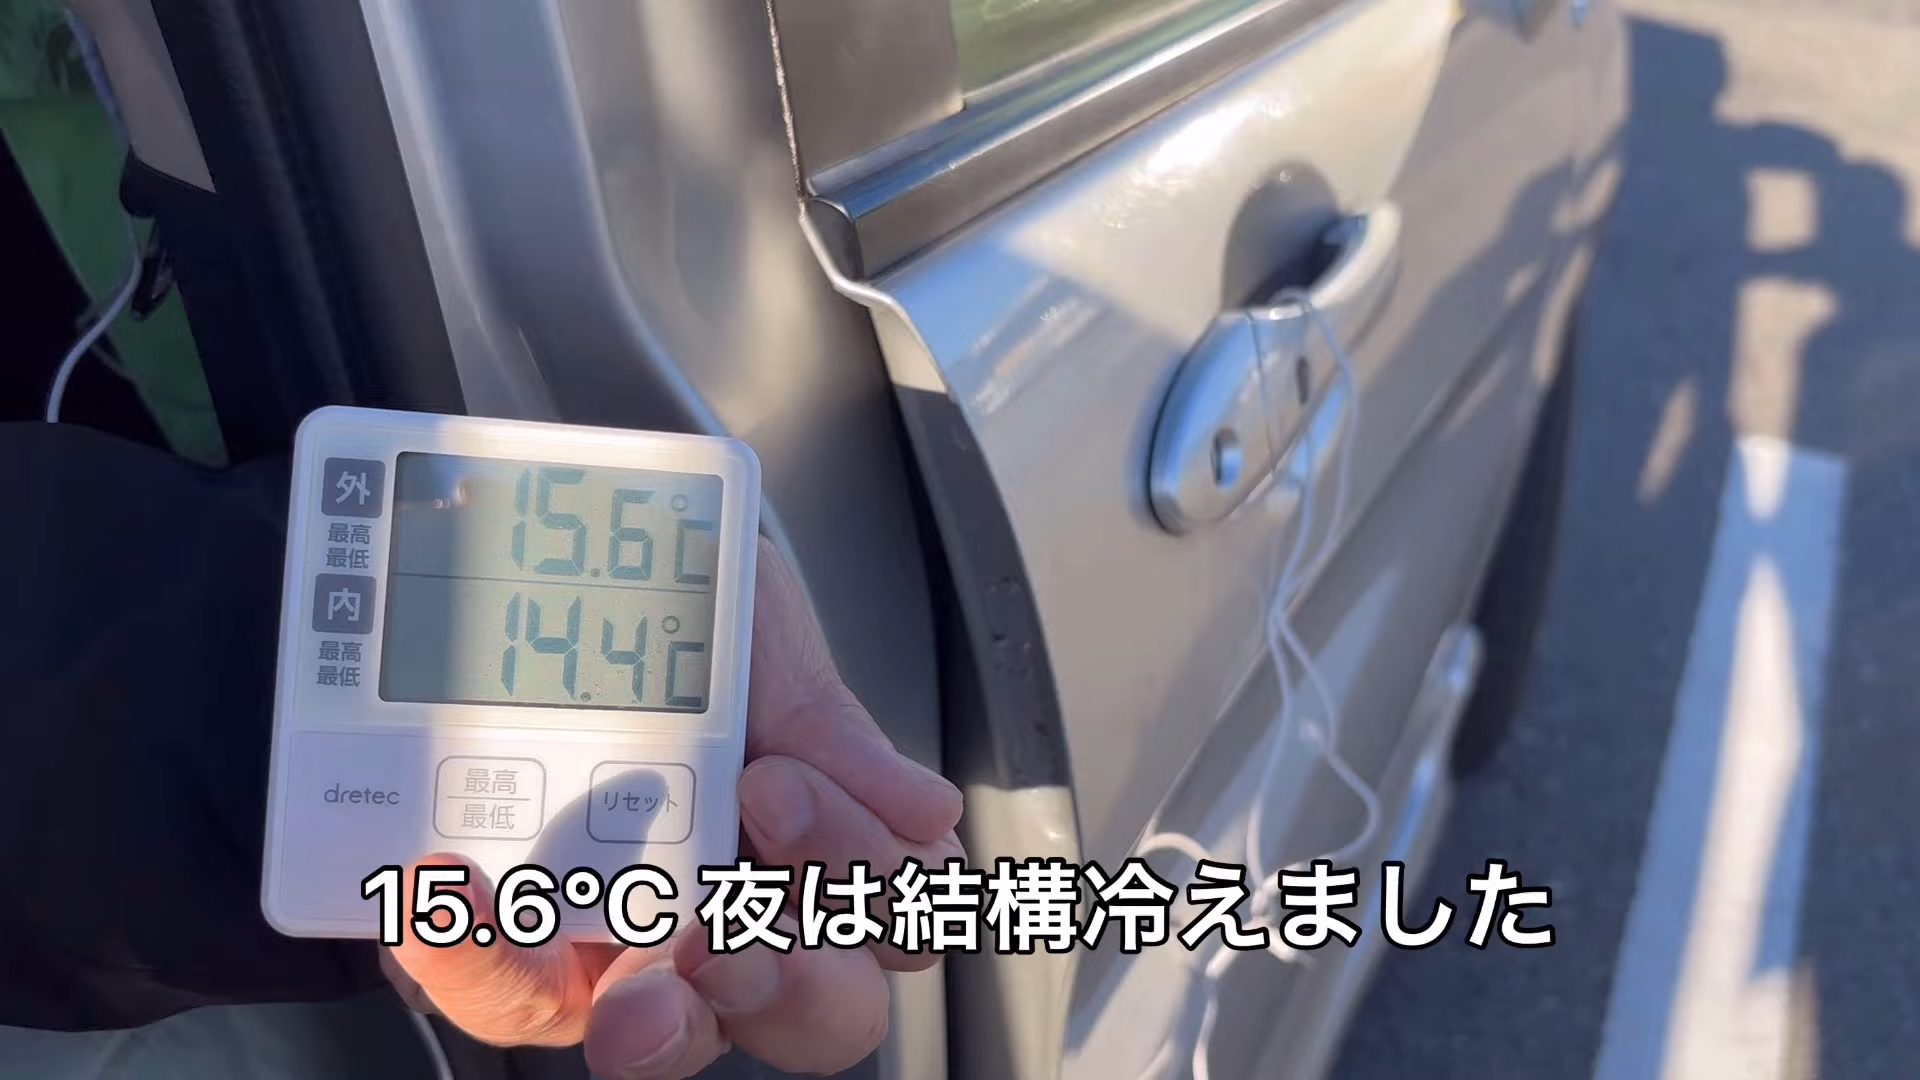 外
最高
最低
15.6℃
内
最高
最低
14.4℃
dretec
最高
最低
リセット
15.6℃ 夜は結構冷えました